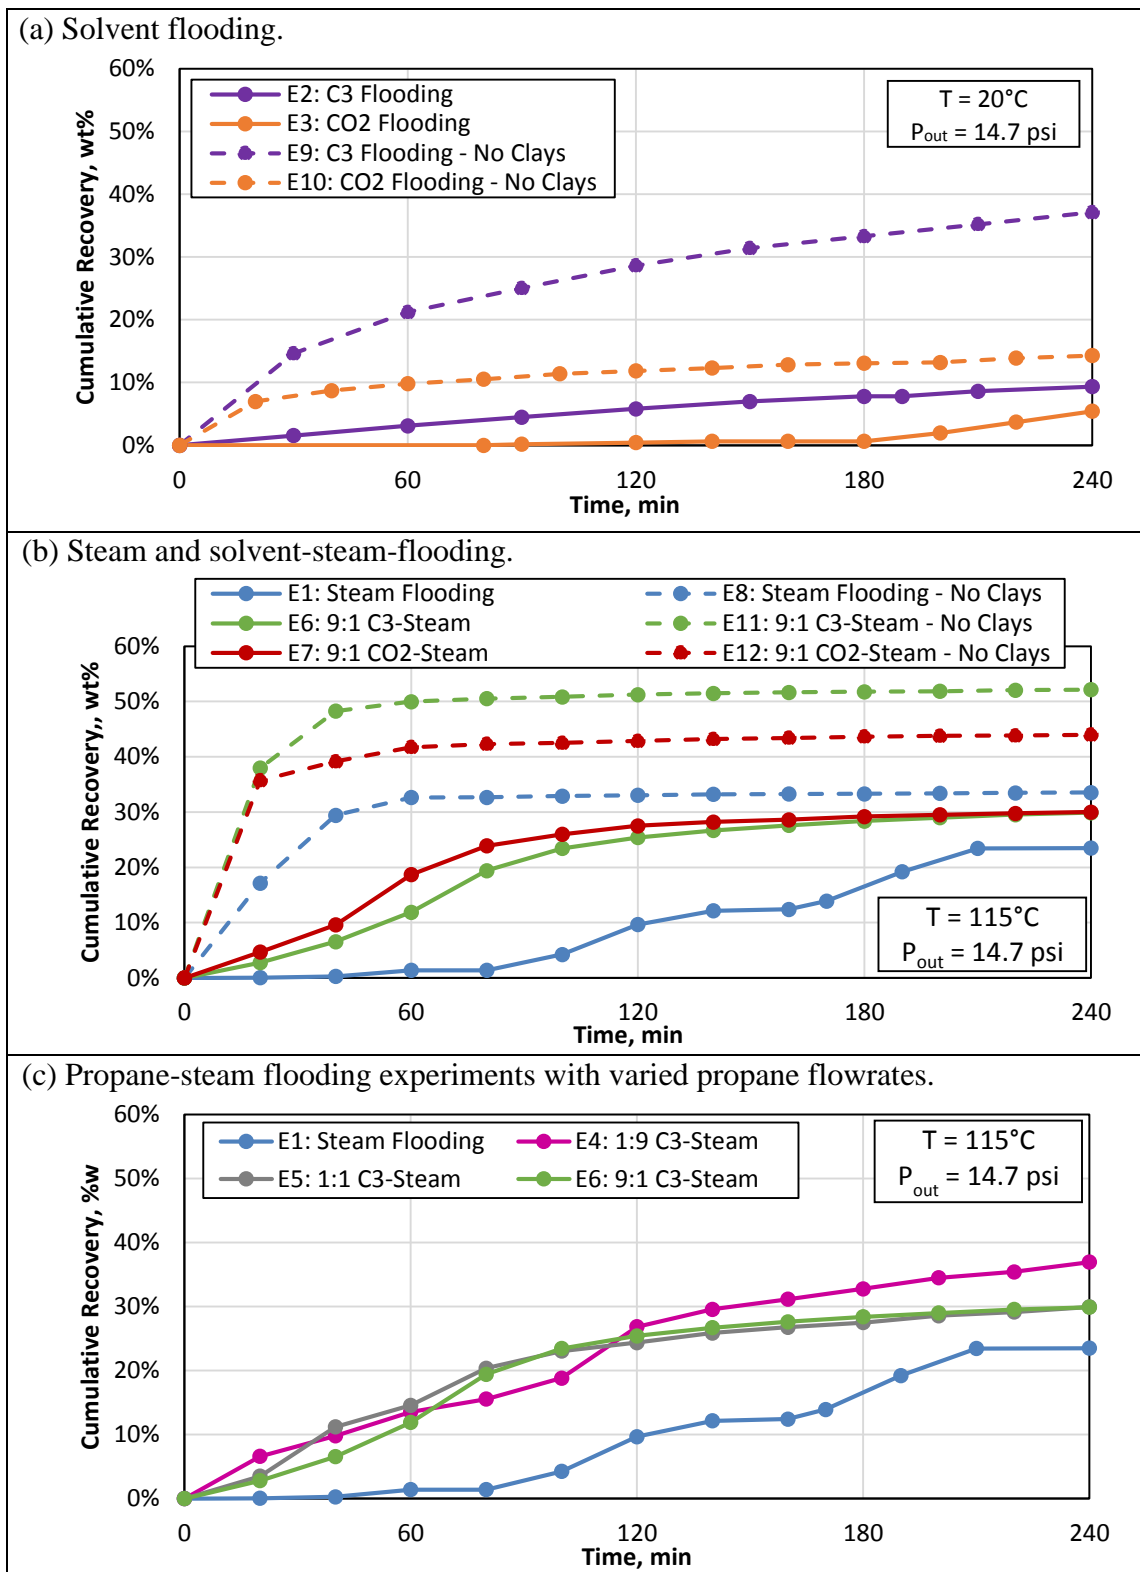 (a) Solvent flooding.
60%
50%
40%
30%
20%
10%
0%
Cumulative Recovery, wt%
E2: C3 Flooding
E3: CO2 Flooding
E9: C3 Flooding - No Clays
E10: CO2 Flooding - No Clays
T = 20°C
Pout = 14.7 psi
0 60 120 180 240
Time, min
(b) Steam and solvent-steam-flooding.
E1: Steam Flooding E8: Steam Flooding - No Clays
E6: 9:1 C3-Steam E11: 9:1 C3-Steam - No Clays
E7: 9:1 CO2-Steam E12: 9:1 CO2-Steam - No Clays
60%
50%
40%
30%
20%
10%
0%
Cumulative Recovery,, wt%
T = 115°C
Pout = 14.7 psi
0 60 120 180 240
Time, min
(c) Propane-steam flooding experiments with varied propane flowrates.
60%
50%
40%
30%
20%
10%
0%
Cumulative Recovery, %w
E1: Steam Flooding E4: 1:9 C3-Steam
E5: 1:1 C3-Steam E6: 9:1 C3-Steam
T = 115°C
Pout = 14.7 psi
0 60 120 180 240
Time, min